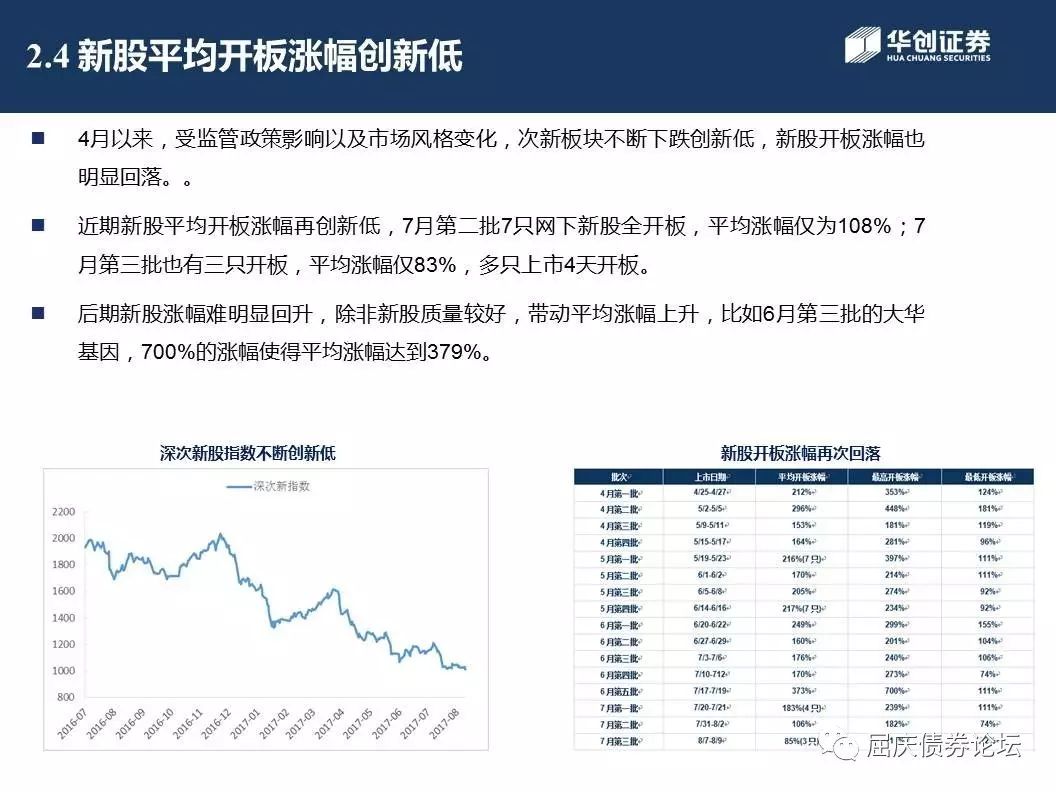 2.4 新股平均开板涨幅创新低
华创证券
HUA CHUANG SECURITIES
4月以来，受监管政策影响以及市场风格变化，次新板块不断下跌创新低，新股开板涨幅也
明显回落。。
近期新股平均开板涨幅再创新低，7月第二批7只网下新股全开板，平均涨幅仅为108%；7
月第三批也有三只开板，平均涨幅仅83%，多只上市4天开板。
后期新股涨幅难明显回升，除非新股质量较好，带动平均涨幅上升，比如6月第三批的大华
基因，700%的涨幅使得平均涨幅达到379%。
深次新股指数不断创新低
深次新指数
2200
2000
1800
1600
1400
1200
1000
800
2016-07 2016-08 2016-09 2016-10 2016-11 2016-12 2017-01 2017-02 2017-03 2017-04 2017-05 2017-06 2017-07 2017-08
新股开板涨幅再次回落
批次 上市日期 平均开板涨幅 最高开板涨幅 最低开板涨幅
4月第一批 4/25-4/27 212% 353% 124%
4月第二批 5/2-5/5 296% 448% 181%
4月第三批 5/9-5/11 153% 181% 119%
4月第四批 5/15-5/17 164% 281% 96%
5月第一批 5/19-5/23 216%(7只) 397% 111%
5月第二批 6/1-6/2 170% 214% 111%
5月第三批 6/5-6/8 205% 274% 92%
5月第四批 6/14-6/16 217%(7只) 234% 92%
6月第一批 6/20-6/22 249% 299% 155%
6月第二批 6/27-6/29 160% 201% 104%
6月第三批 7/3-7/6 176% 240% 106%
6月第四批 7/10-712 170% 273% 74%
6月第五批 7/17-7/19 373% 700% 111%
7月第一批 7/20-7/21 183%(4只) 239% 111%
7月第二批 7/31-8/2 106% 182% 74%
7月第三批 8/7-8/9 85%(3只)
屈庆债券论坛